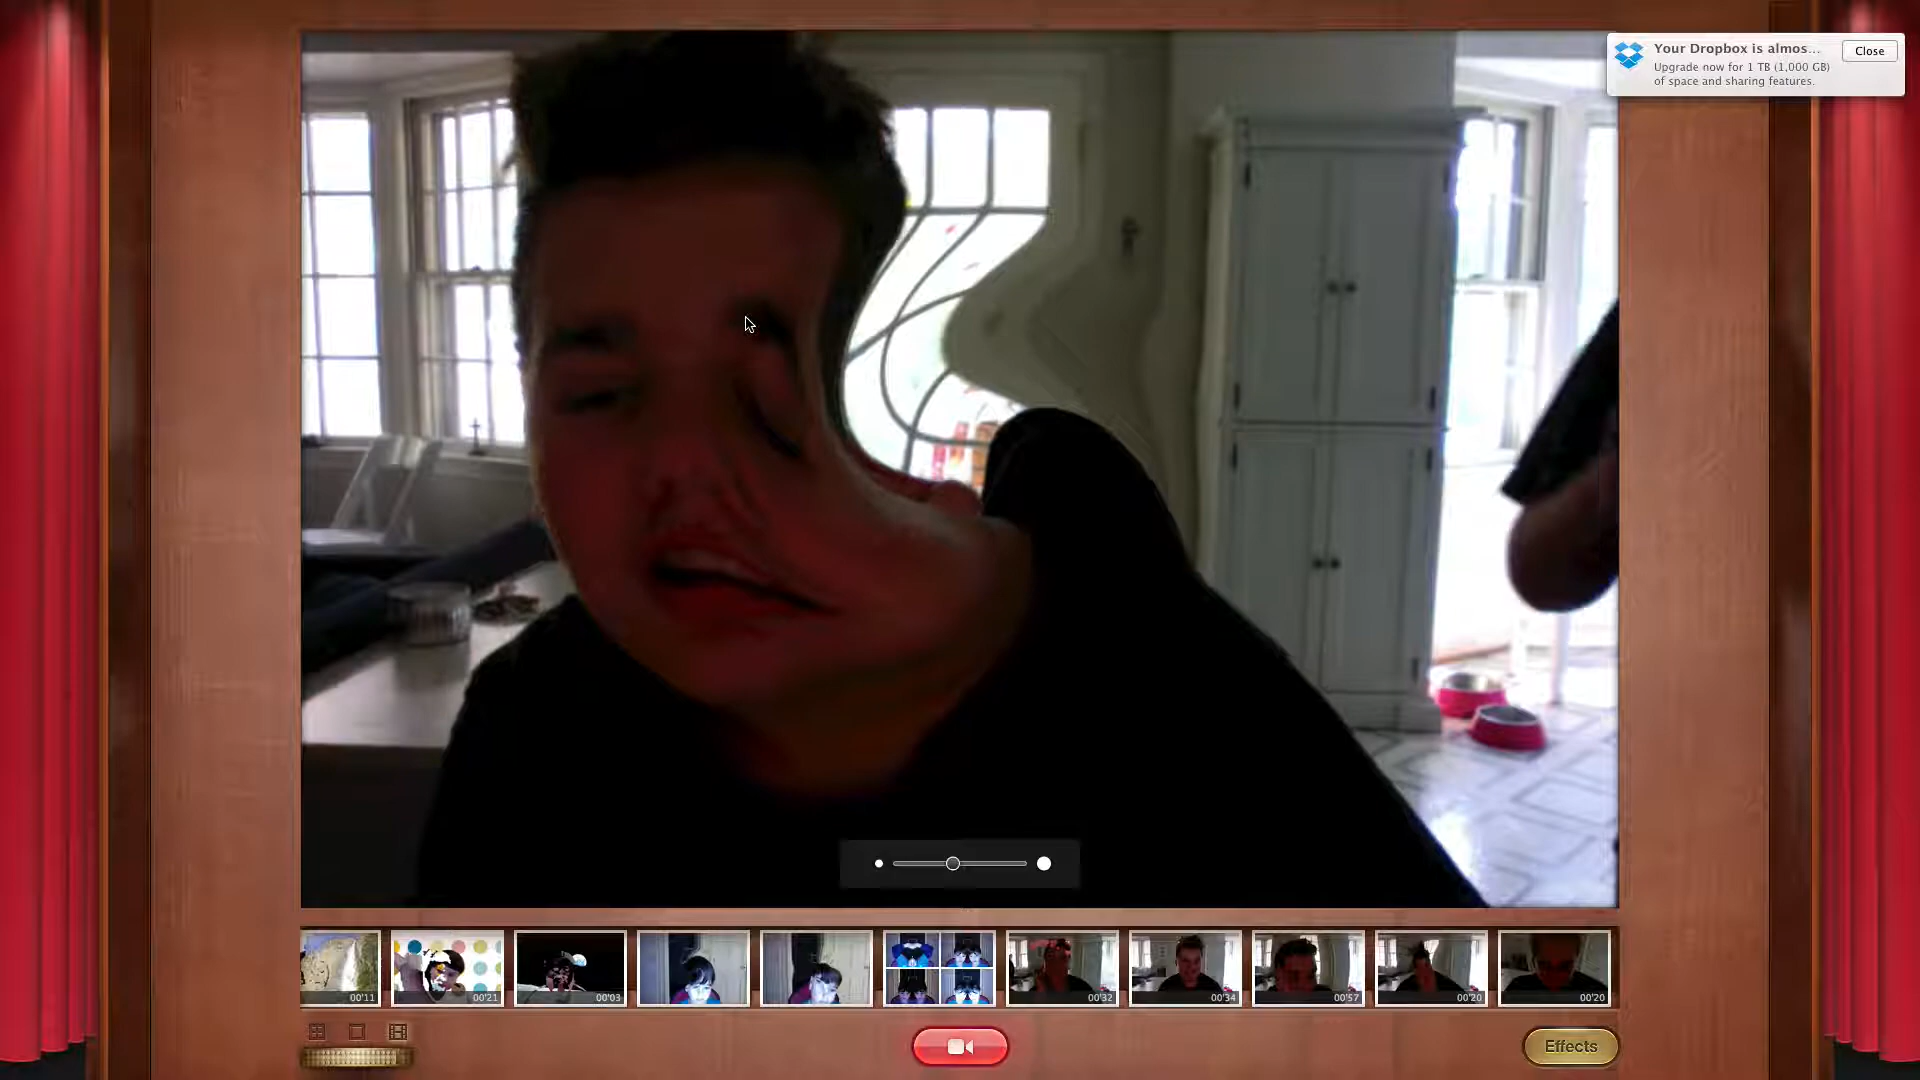 Your Dropbox is almos...
Close
Upgrade now for 1 TB (1,000 GB)
of space and sharing features.
00'11
00'21
00'03
00'32
00'34
00'57
00'20
00'20
Effects